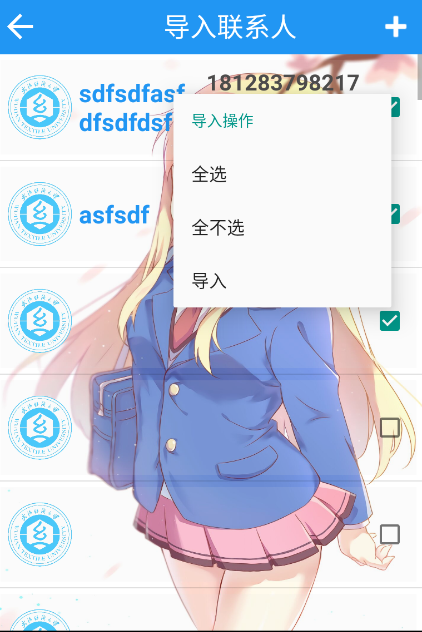 导入联系人
181283798217
sdfsdfasf
dfsdfdsf
导入操作
全选
asfsdf
全不选
导入